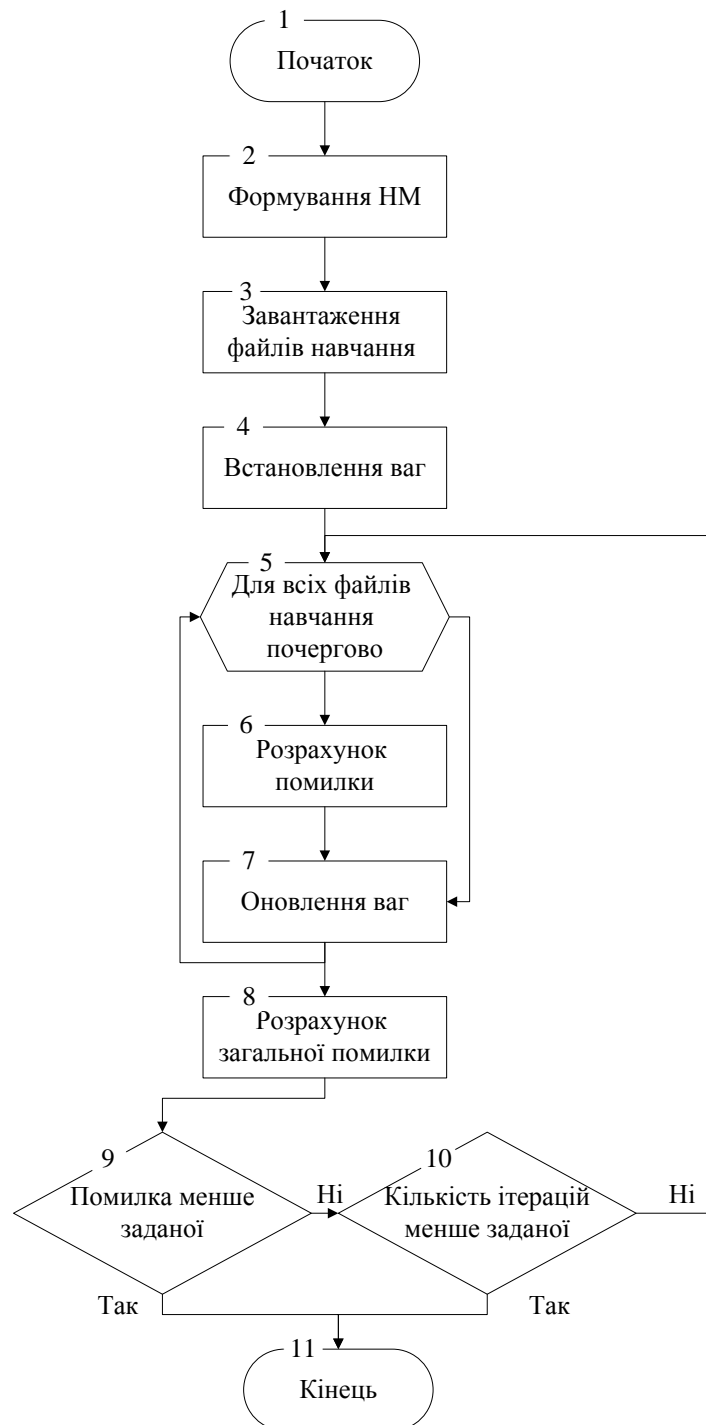 1
Початок
2
Формування НМ
3
Завантаження
файлів навчання
4
Встановлення ваг
5
Для всіх файлів
навчання
почергово
6
Розрахунок
помилки
7
Оновлення ваг
8
Розрахунок
загальної помилки
9
Помилка менше
заданої
Ні
10
Кількість ітерацій
менше заданої
Ні
Так
Так
11
Кінець